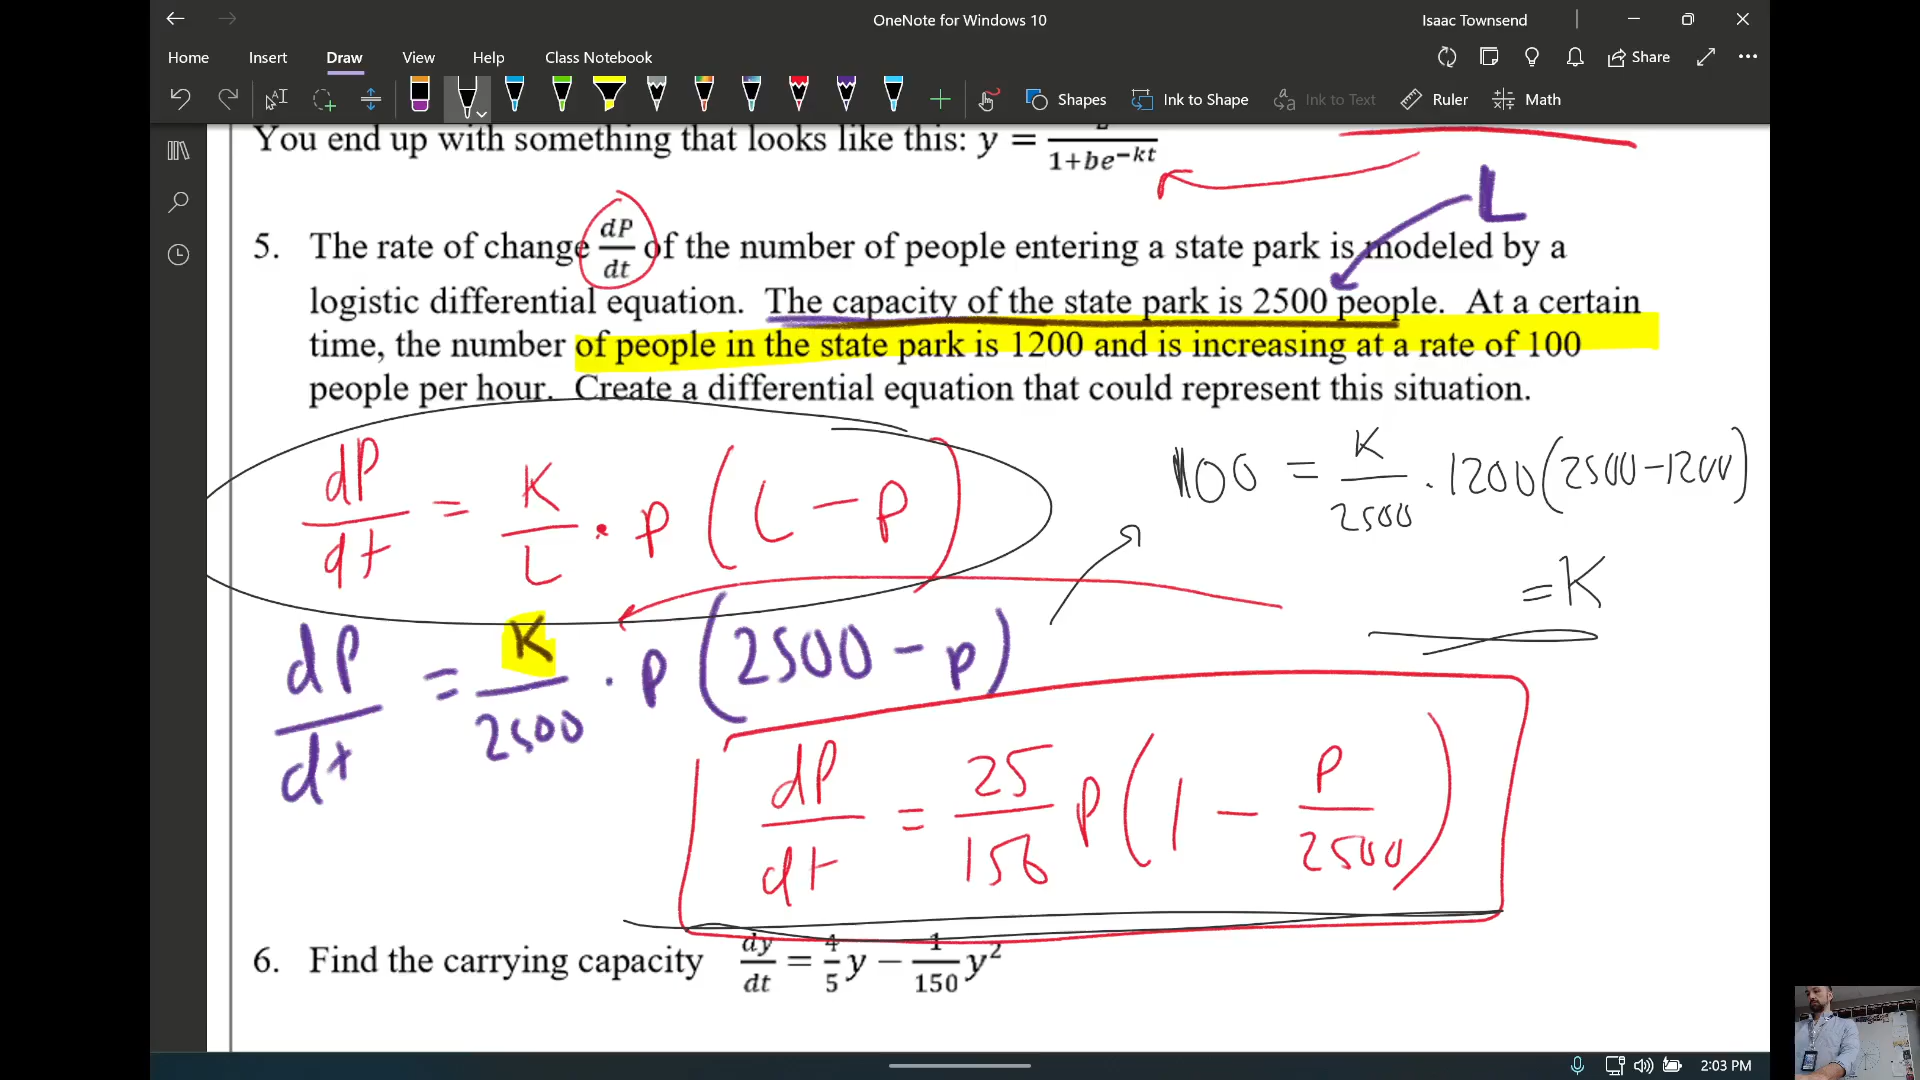 OneNote for Windows 10
Isaac Townsend
Home Insert Draw View Help Class Notebook
Share
Shapes Ink to Shape Ink to Text Ruler Math
You end up with something that looks like this: y = L/(1+be^{-kt})
L
5. The rate of change dP/dt of the number of people entering a state park is modeled by a
logistic differential equation. The capacity of the state park is 2500 people. At a certain
time, the number of people in the state park is 1200 and is increasing at a rate of 100
people per hour. Create a differential equation that could represent this situation.
dP/dt = K/L · P (L − P)
100 = K/2500 · 1200(2500−1200)
= K
dP/dt = K/2500 · P (2500 − P)
dP/dt = 25/156 P (1 − P/2500)
6. Find the carrying capacity dy/dt = 4/5 y − 1/150 y²
2:03 PM